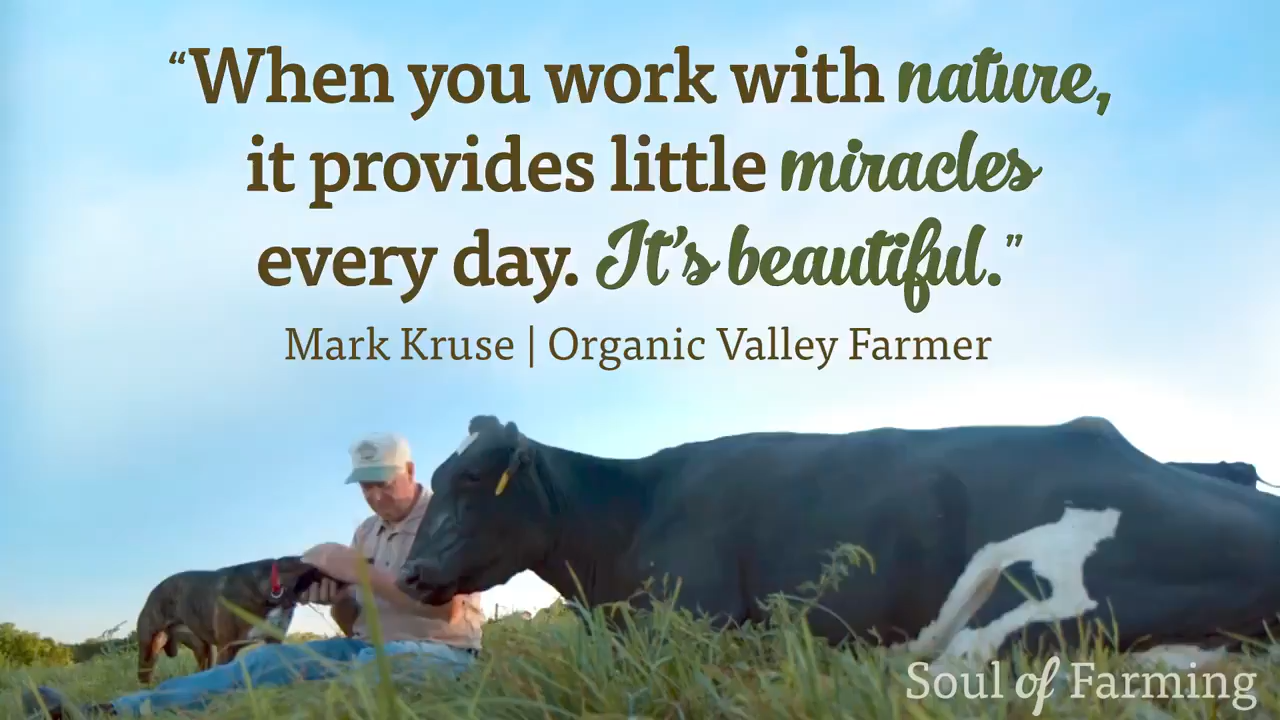 “When you work with nature,
it provides little miracles
every day. It’s beautiful.”
Mark Kruse | Organic Valley Farmer
Soul of Farming